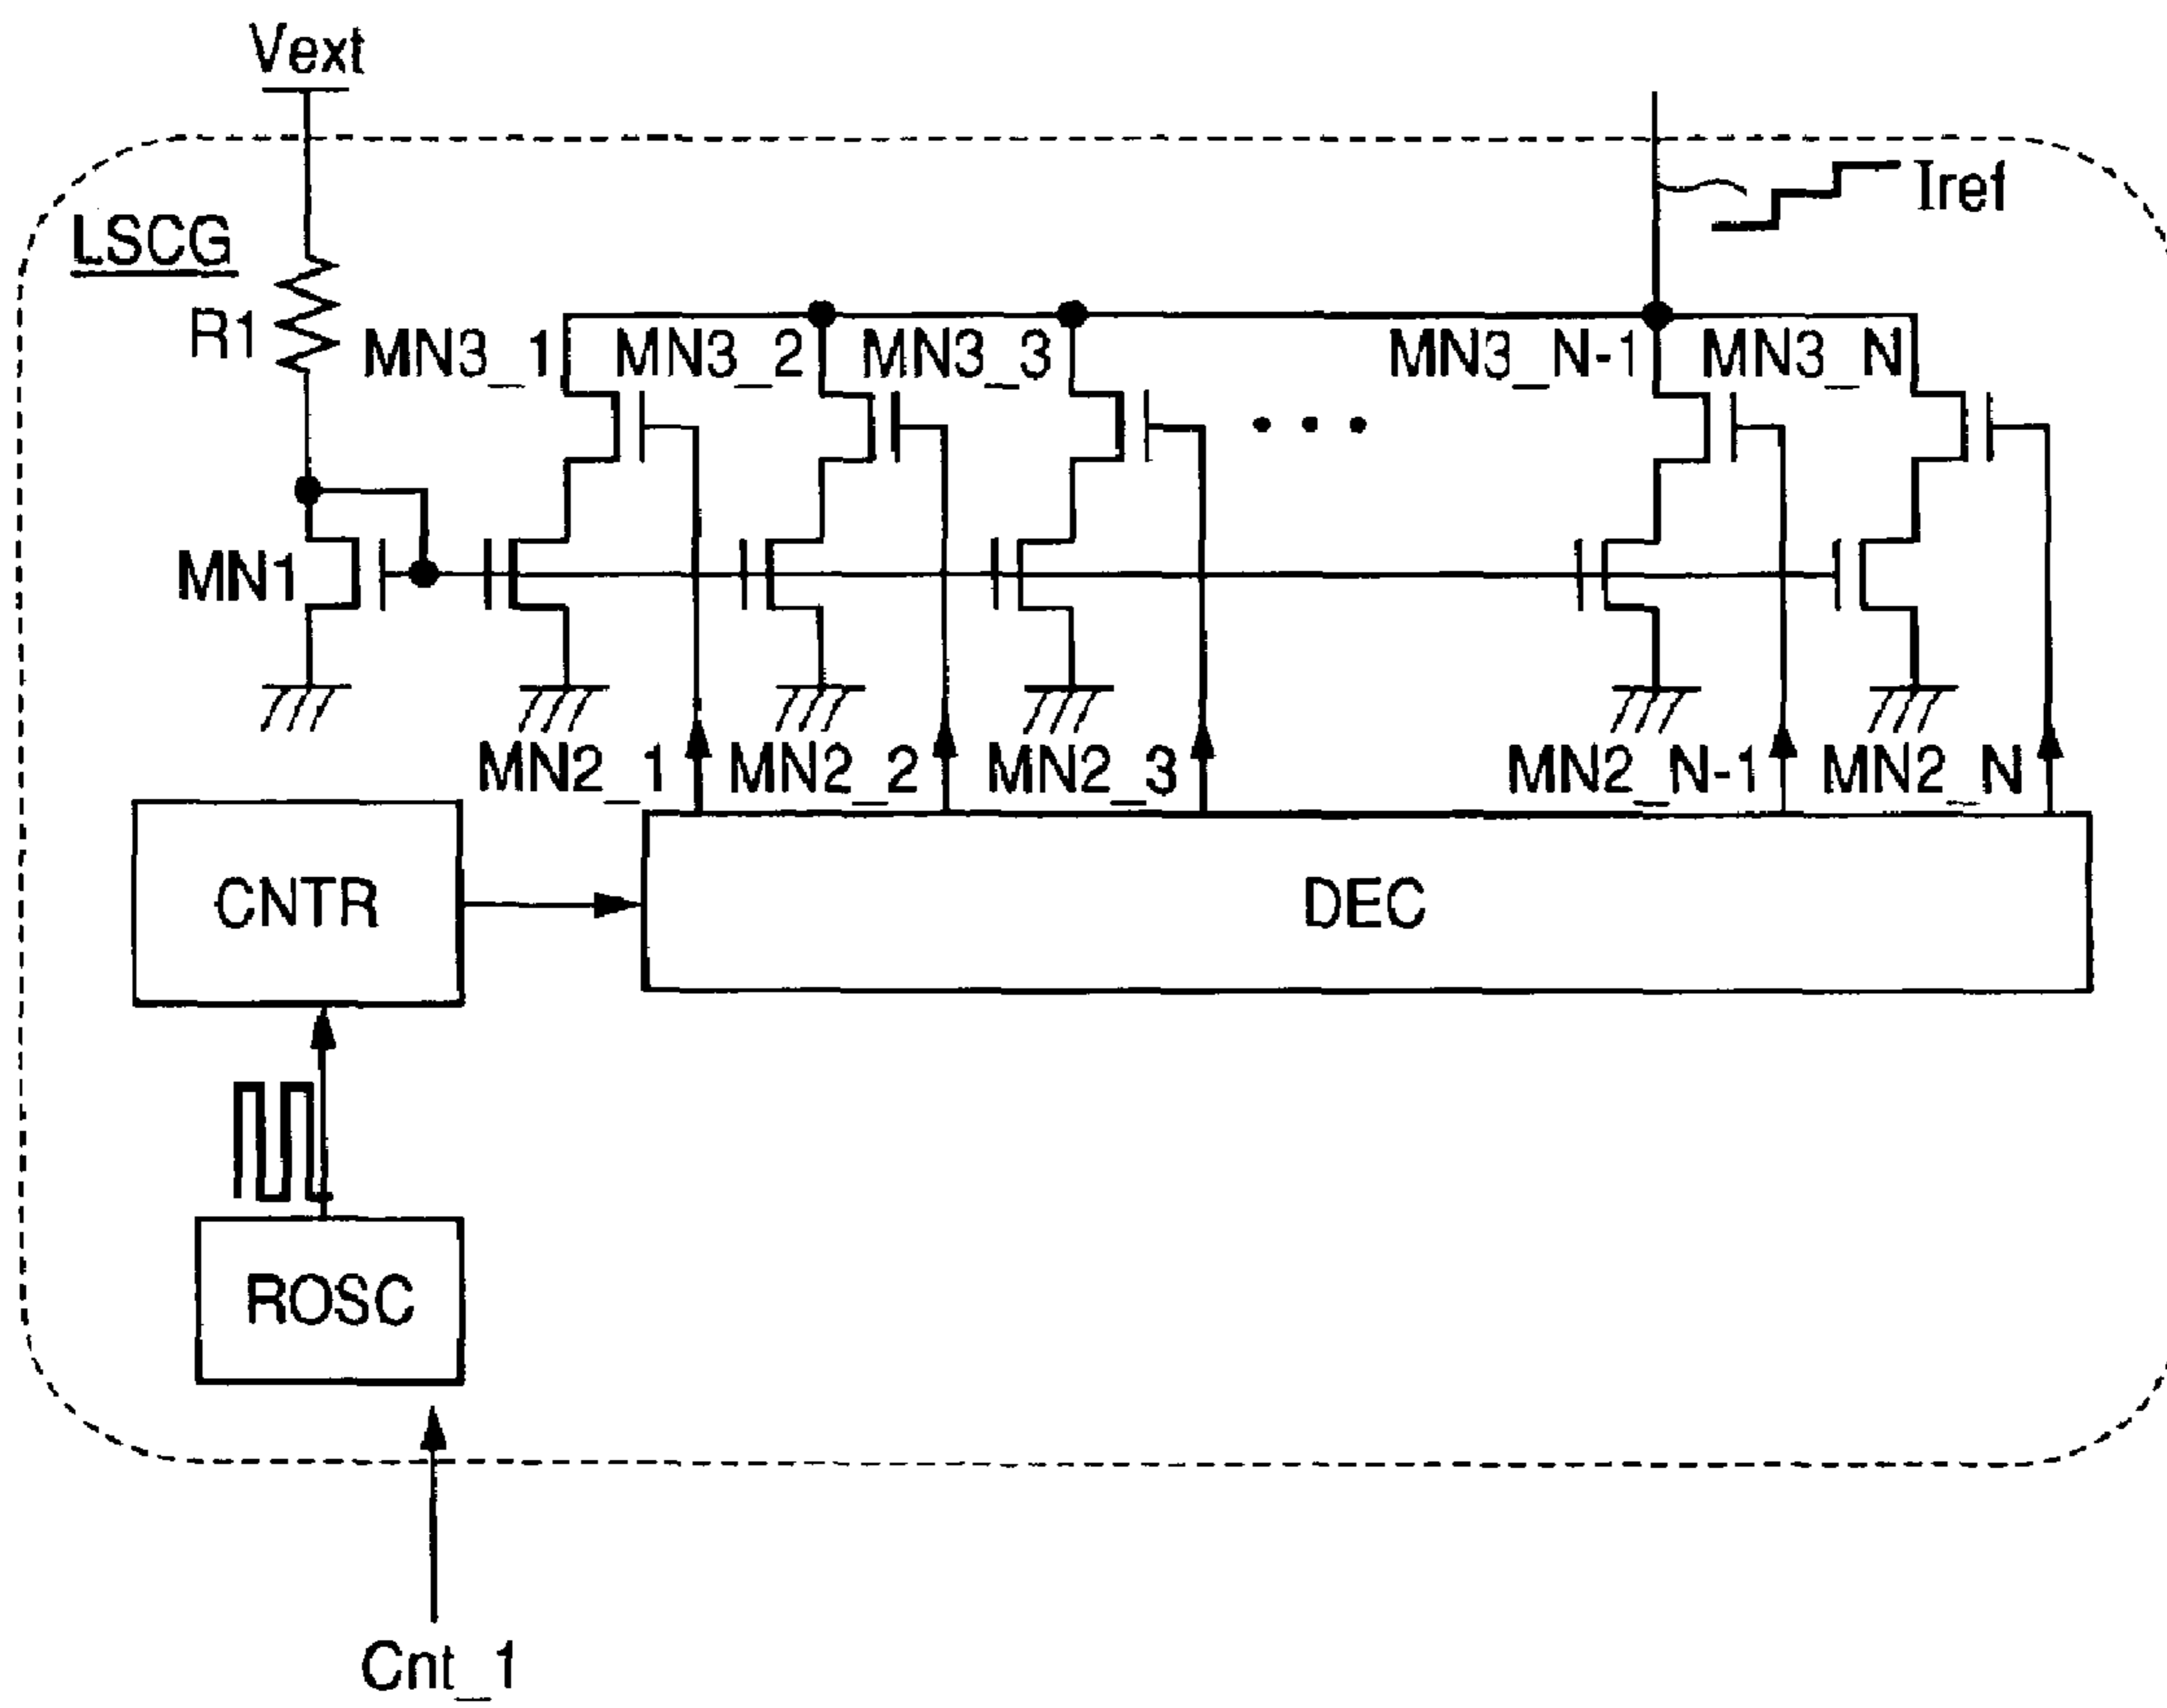 Vext
LSCG
Iref
R1
MN3_1 MN3_2 MN3_3 MN3_N-1 MN3_N
MN1
MN2_1 MN2_2 MN2_3 MN2_N-1 MN2_N
CNTR
DEC
ROSC
Cnt_1